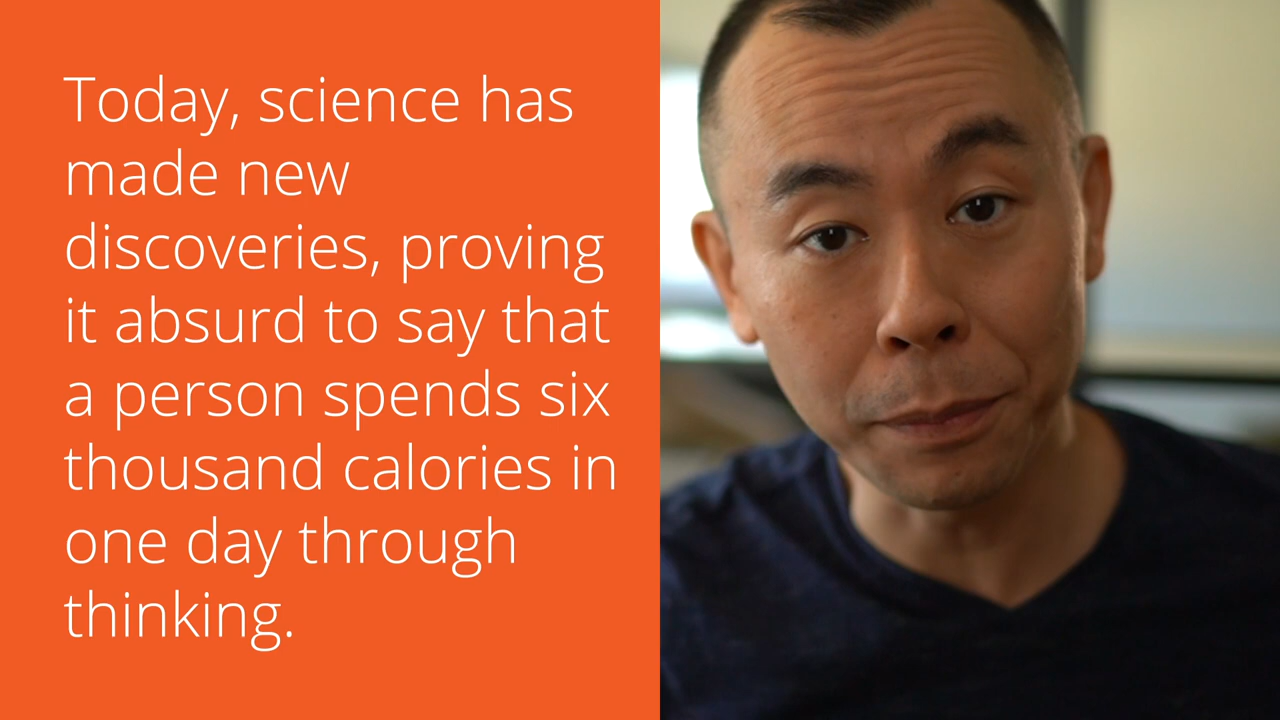 Today, science has
made new
discoveries, proving
it absurd to say that
a person spends six
thousand calories in
one day through
thinking.